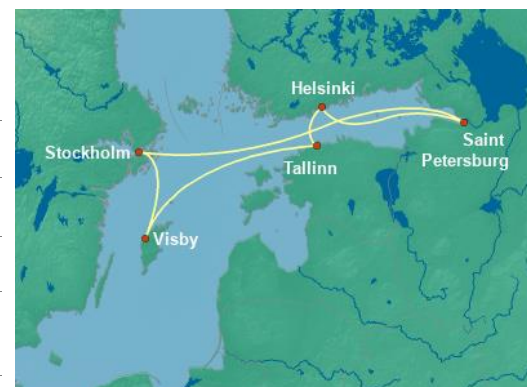 Helsinki
Stockholm
Tallinn
Saint
Petersburg
Visby